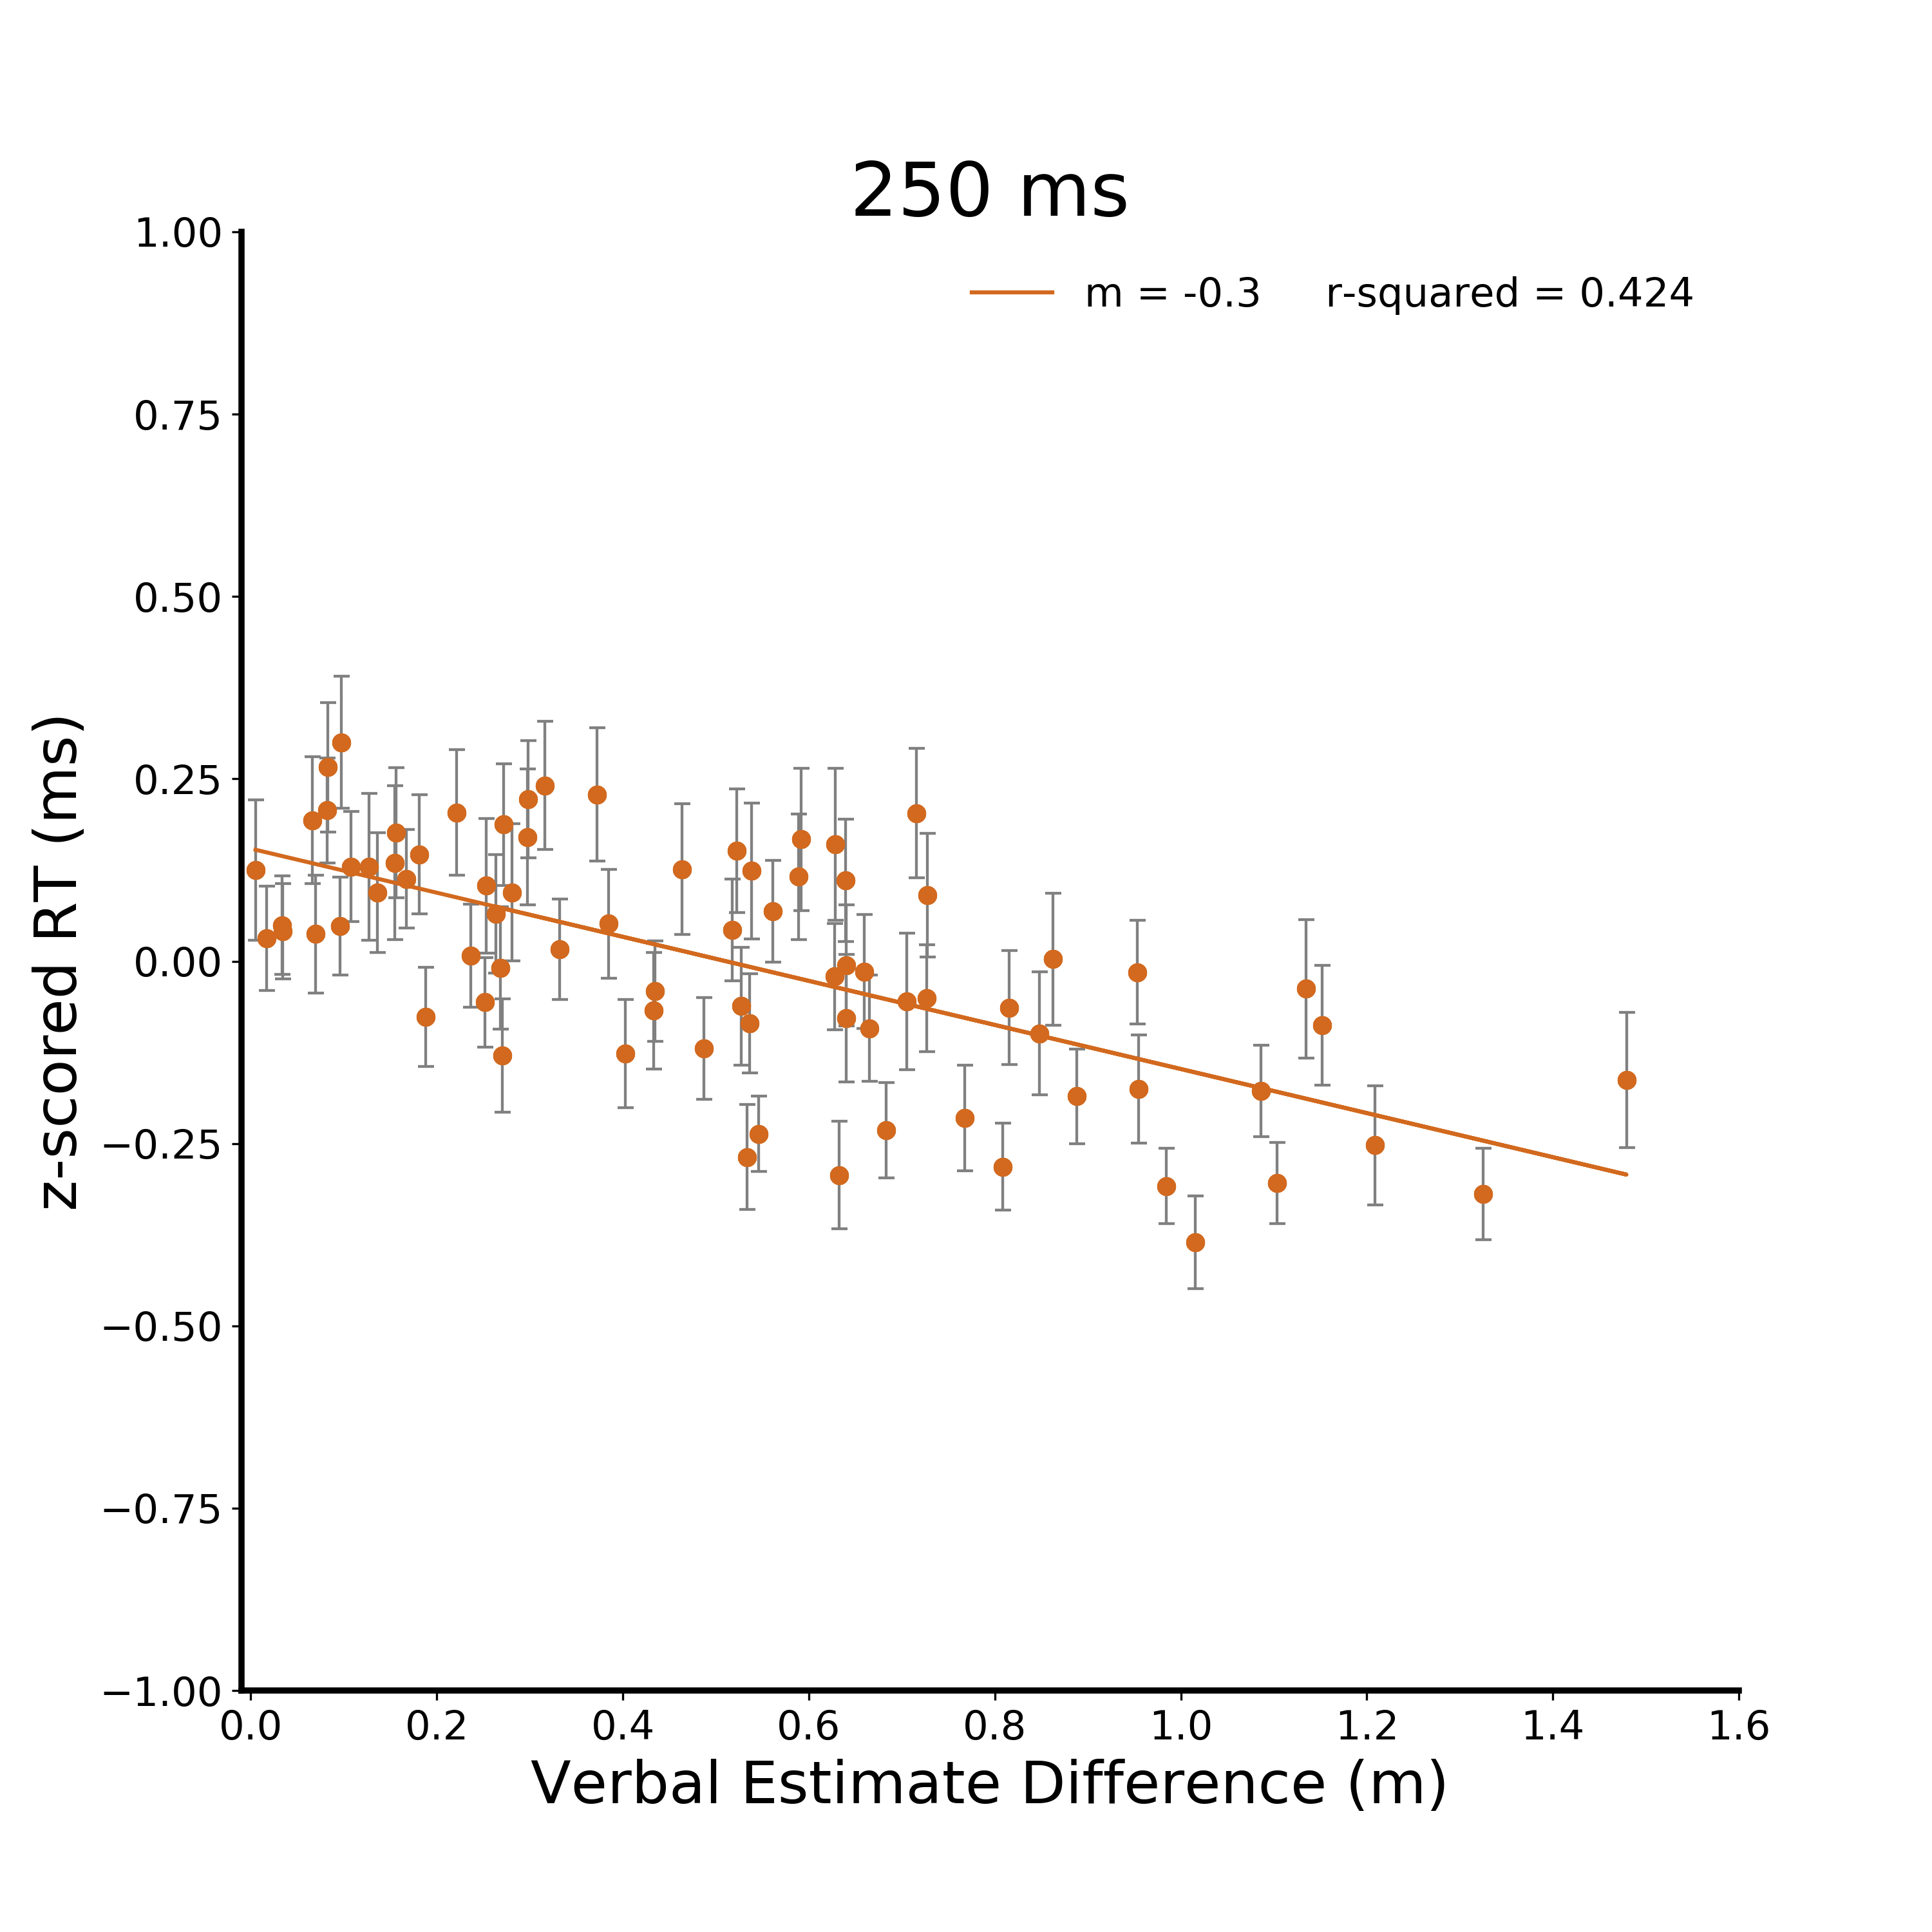 250 ms
m = -0.3 r-squared = 0.424
1.00
0.75
0.50
0.25
0.00
−0.25
−0.50
−0.75
−1.00
z-scored RT (ms)
0.0 0.2 0.4 0.6 0.8 1.0 1.2 1.4 1.6
Verbal Estimate Difference (m)